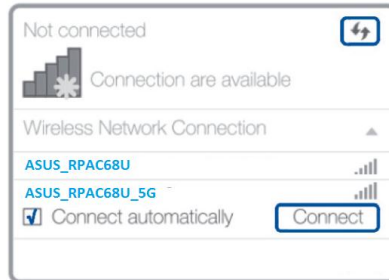 Not connected
Connection are available
Wireless Network Connection
ASUS_RPAC68U
ASUS_RPAC68U_5G
Connect automatically Connect